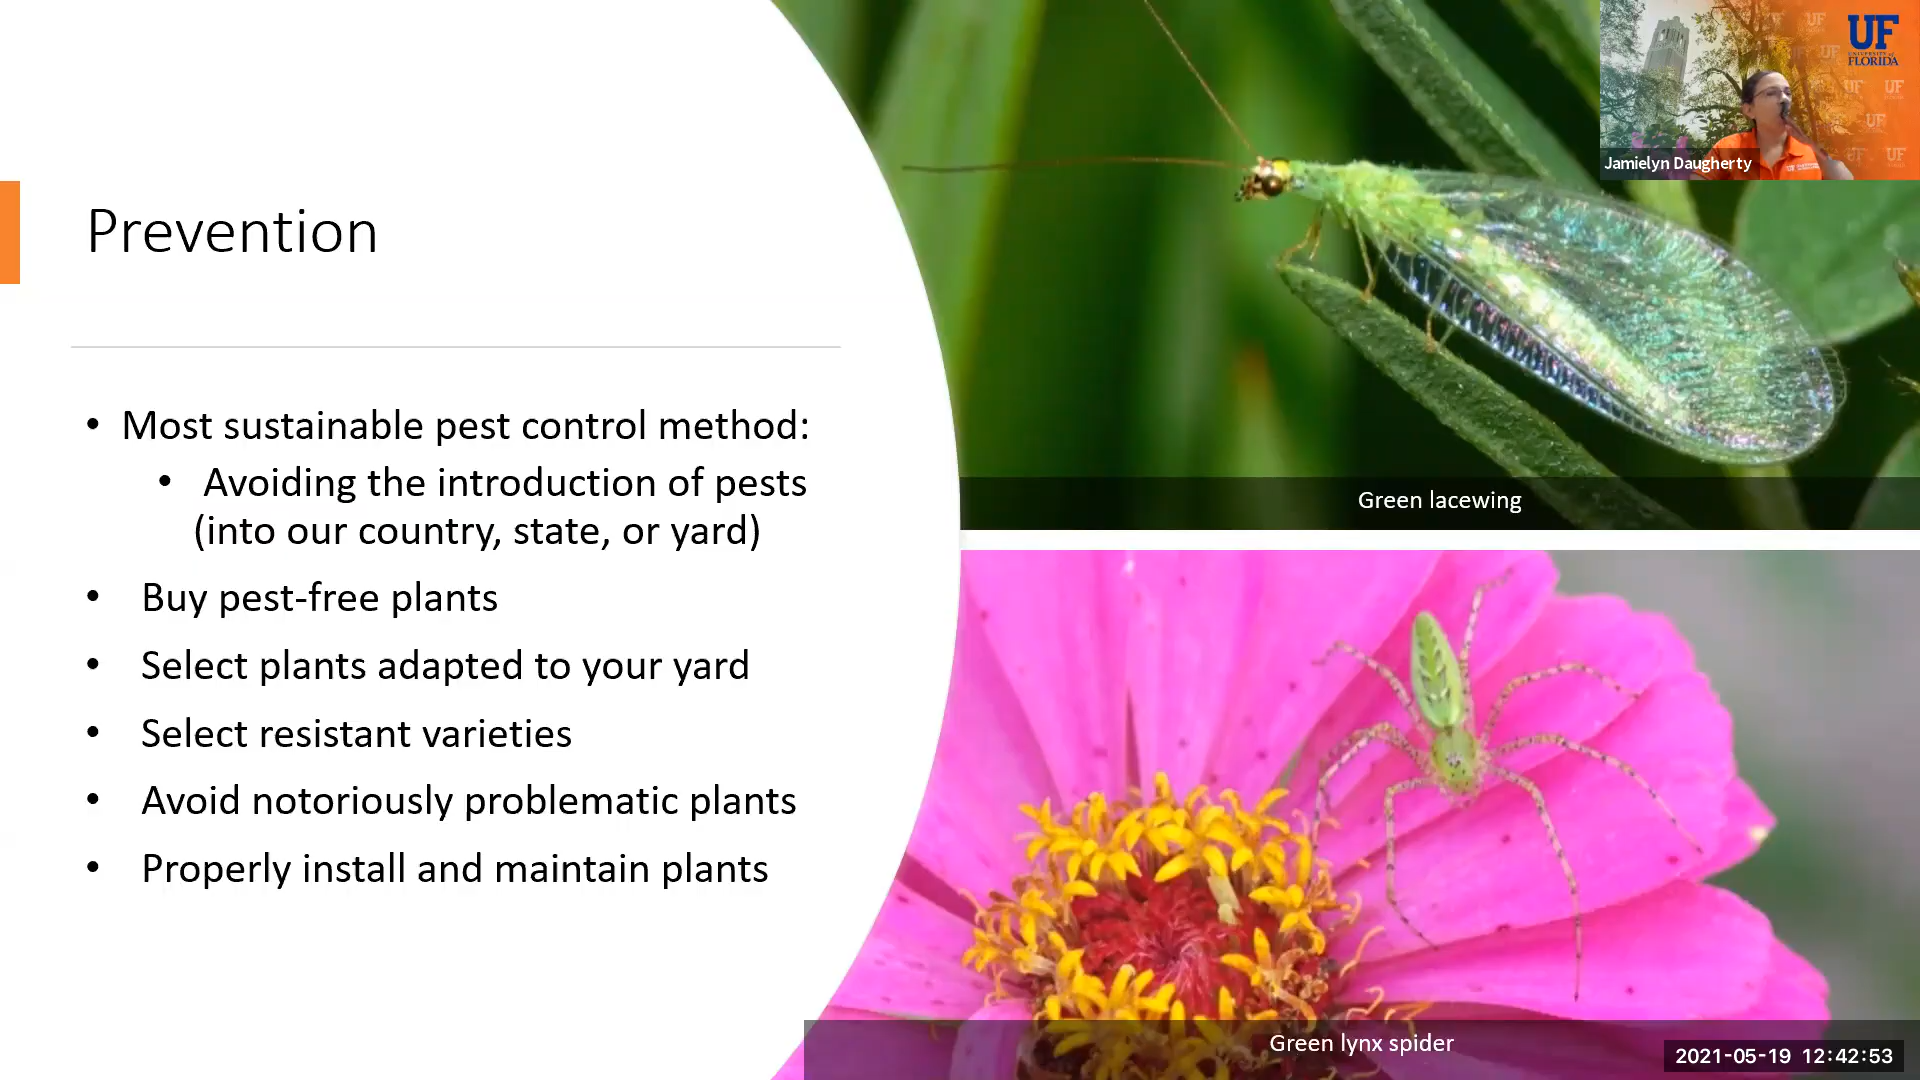 Prevention
• Most sustainable pest control method:
• Avoiding the introduction of pests
(into our country, state, or yard)
• Buy pest-free plants
• Select plants adapted to your yard
• Select resistant varieties
• Avoid notoriously problematic plants
• Properly install and maintain plants
Green lacewing
Green lynx spider
UF
UNIVERSITY of
FLORIDA
Jamielyn Daugherty
2021-05-19 12:42:53